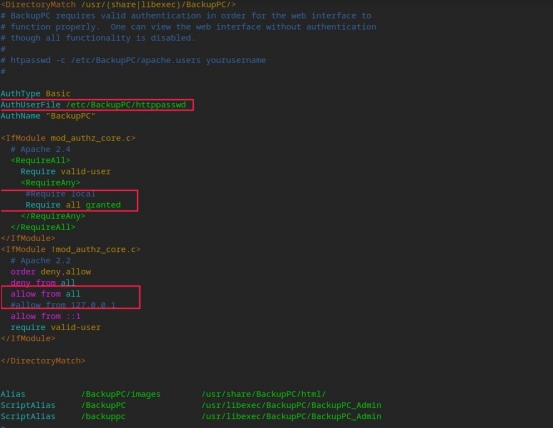 <DirectoryMatch /usr/(share|libexec)/BackupPC/>
# BackupPC requires valid authentication in order for the web interface to
# function properly.  One can view the web interface without authentication
# though all functionality is disabled.
#
# htpasswd -c /etc/BackupPC/apache.users yourusername
#
AuthType Basic
AuthUserFile /etc/BackupPC/httppasswd
AuthName "BackupPC"
<IfModule mod_authz_core.c>
# Apache 2.4
<RequireAll>
Require valid-user
<RequireAny>
#Require local
Require all granted
</RequireAny>
</RequireAll>
</IfModule>
<IfModule !mod_authz_core.c>
# Apache 2.2
order deny,allow
deny from all
allow from all
#allow from 127.0.0.1
allow from ::1
require valid-user
</IfModule>
</DirectoryMatch>
Alias /BackupPC/images /usr/share/BackupPC/html/
ScriptAlias /BackupPC /usr/libexec/BackupPC/BackupPC_Admin
ScriptAlias /backuppc /usr/libexec/BackupPC/BackupPC_Admin